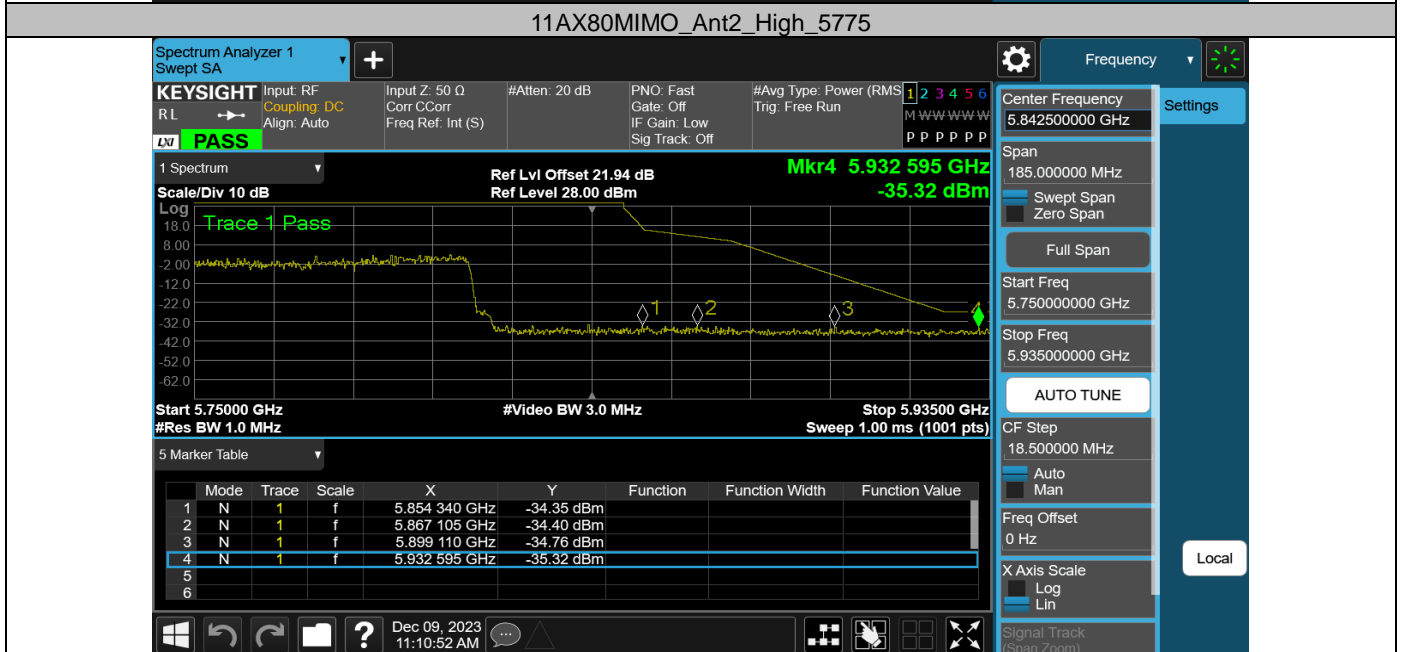 11AX80MIMO_Ant2_High_5775
Spectrum Analyzer 1
Swept SA
Frequency
KEYSIGHT
RL
LXI
PASS
Input: RF
Coupling: DC
Align: Auto
Input Z: 50 Ω
Corr CCorr
Freq Ref: Int (S)
#Atten: 20 dB
PNO: Fast
Gate: Off
IF Gain: Low
Sig Track: Off
#Avg Type: Power (RMS
Trig: Free Run
1 2 3 4 5 6
M W W W W W
P P P P P P
1 Spectrum
Scale/Div 10 dB
Ref Lvl Offset 21.94 dB
Ref Level 28.00 dBm
Mkr4 5.932 595 GHz
-35.32 dBm
Log
Trace 1 Pass
18.0
8.00
-2.00
-12.0
-22.0
-32.0
-42.0
-52.0
-62.0
1
2
3
4
Start 5.75000 GHz
#Video BW 3.0 MHz
Stop 5.93500 GHz
#Res BW 1.0 MHz
Sweep 1.00 ms (1001 pts)
5 Marker Table
Mode Trace Scale X Y Function Function Width Function Value
1 N 1 f 5.854 340 GHz -34.35 dBm
2 N 1 f 5.867 105 GHz -34.40 dBm
3 N 1 f 5.899 110 GHz -34.76 dBm
4 N 1 f 5.932 595 GHz -35.32 dBm
5
6
Center Frequency
5.842500000 GHz
Settings
Span
185.000000 MHz
Swept Span
Zero Span
Full Span
Start Freq
5.750000000 GHz
Stop Freq
5.935000000 GHz
AUTO TUNE
CF Step
18.500000 MHz
Auto
Man
Freq Offset
0 Hz
X Axis Scale
Log
Lin
Signal Track
(Span Zoom)
Local
?
Dec 09, 2023
11:10:52 AM